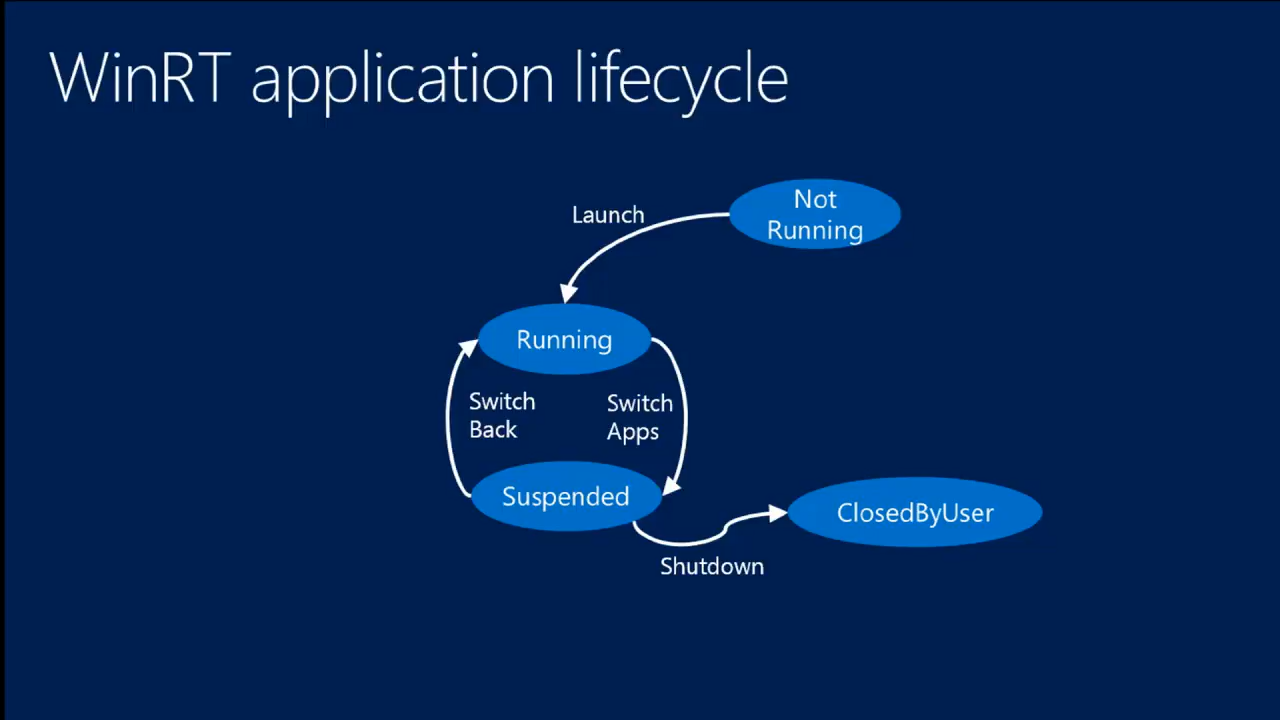 WinRT application lifecycle
Not
Running
Launch
Running
Switch
Back
Switch
Apps
Suspended
ClosedByUser
Shutdown